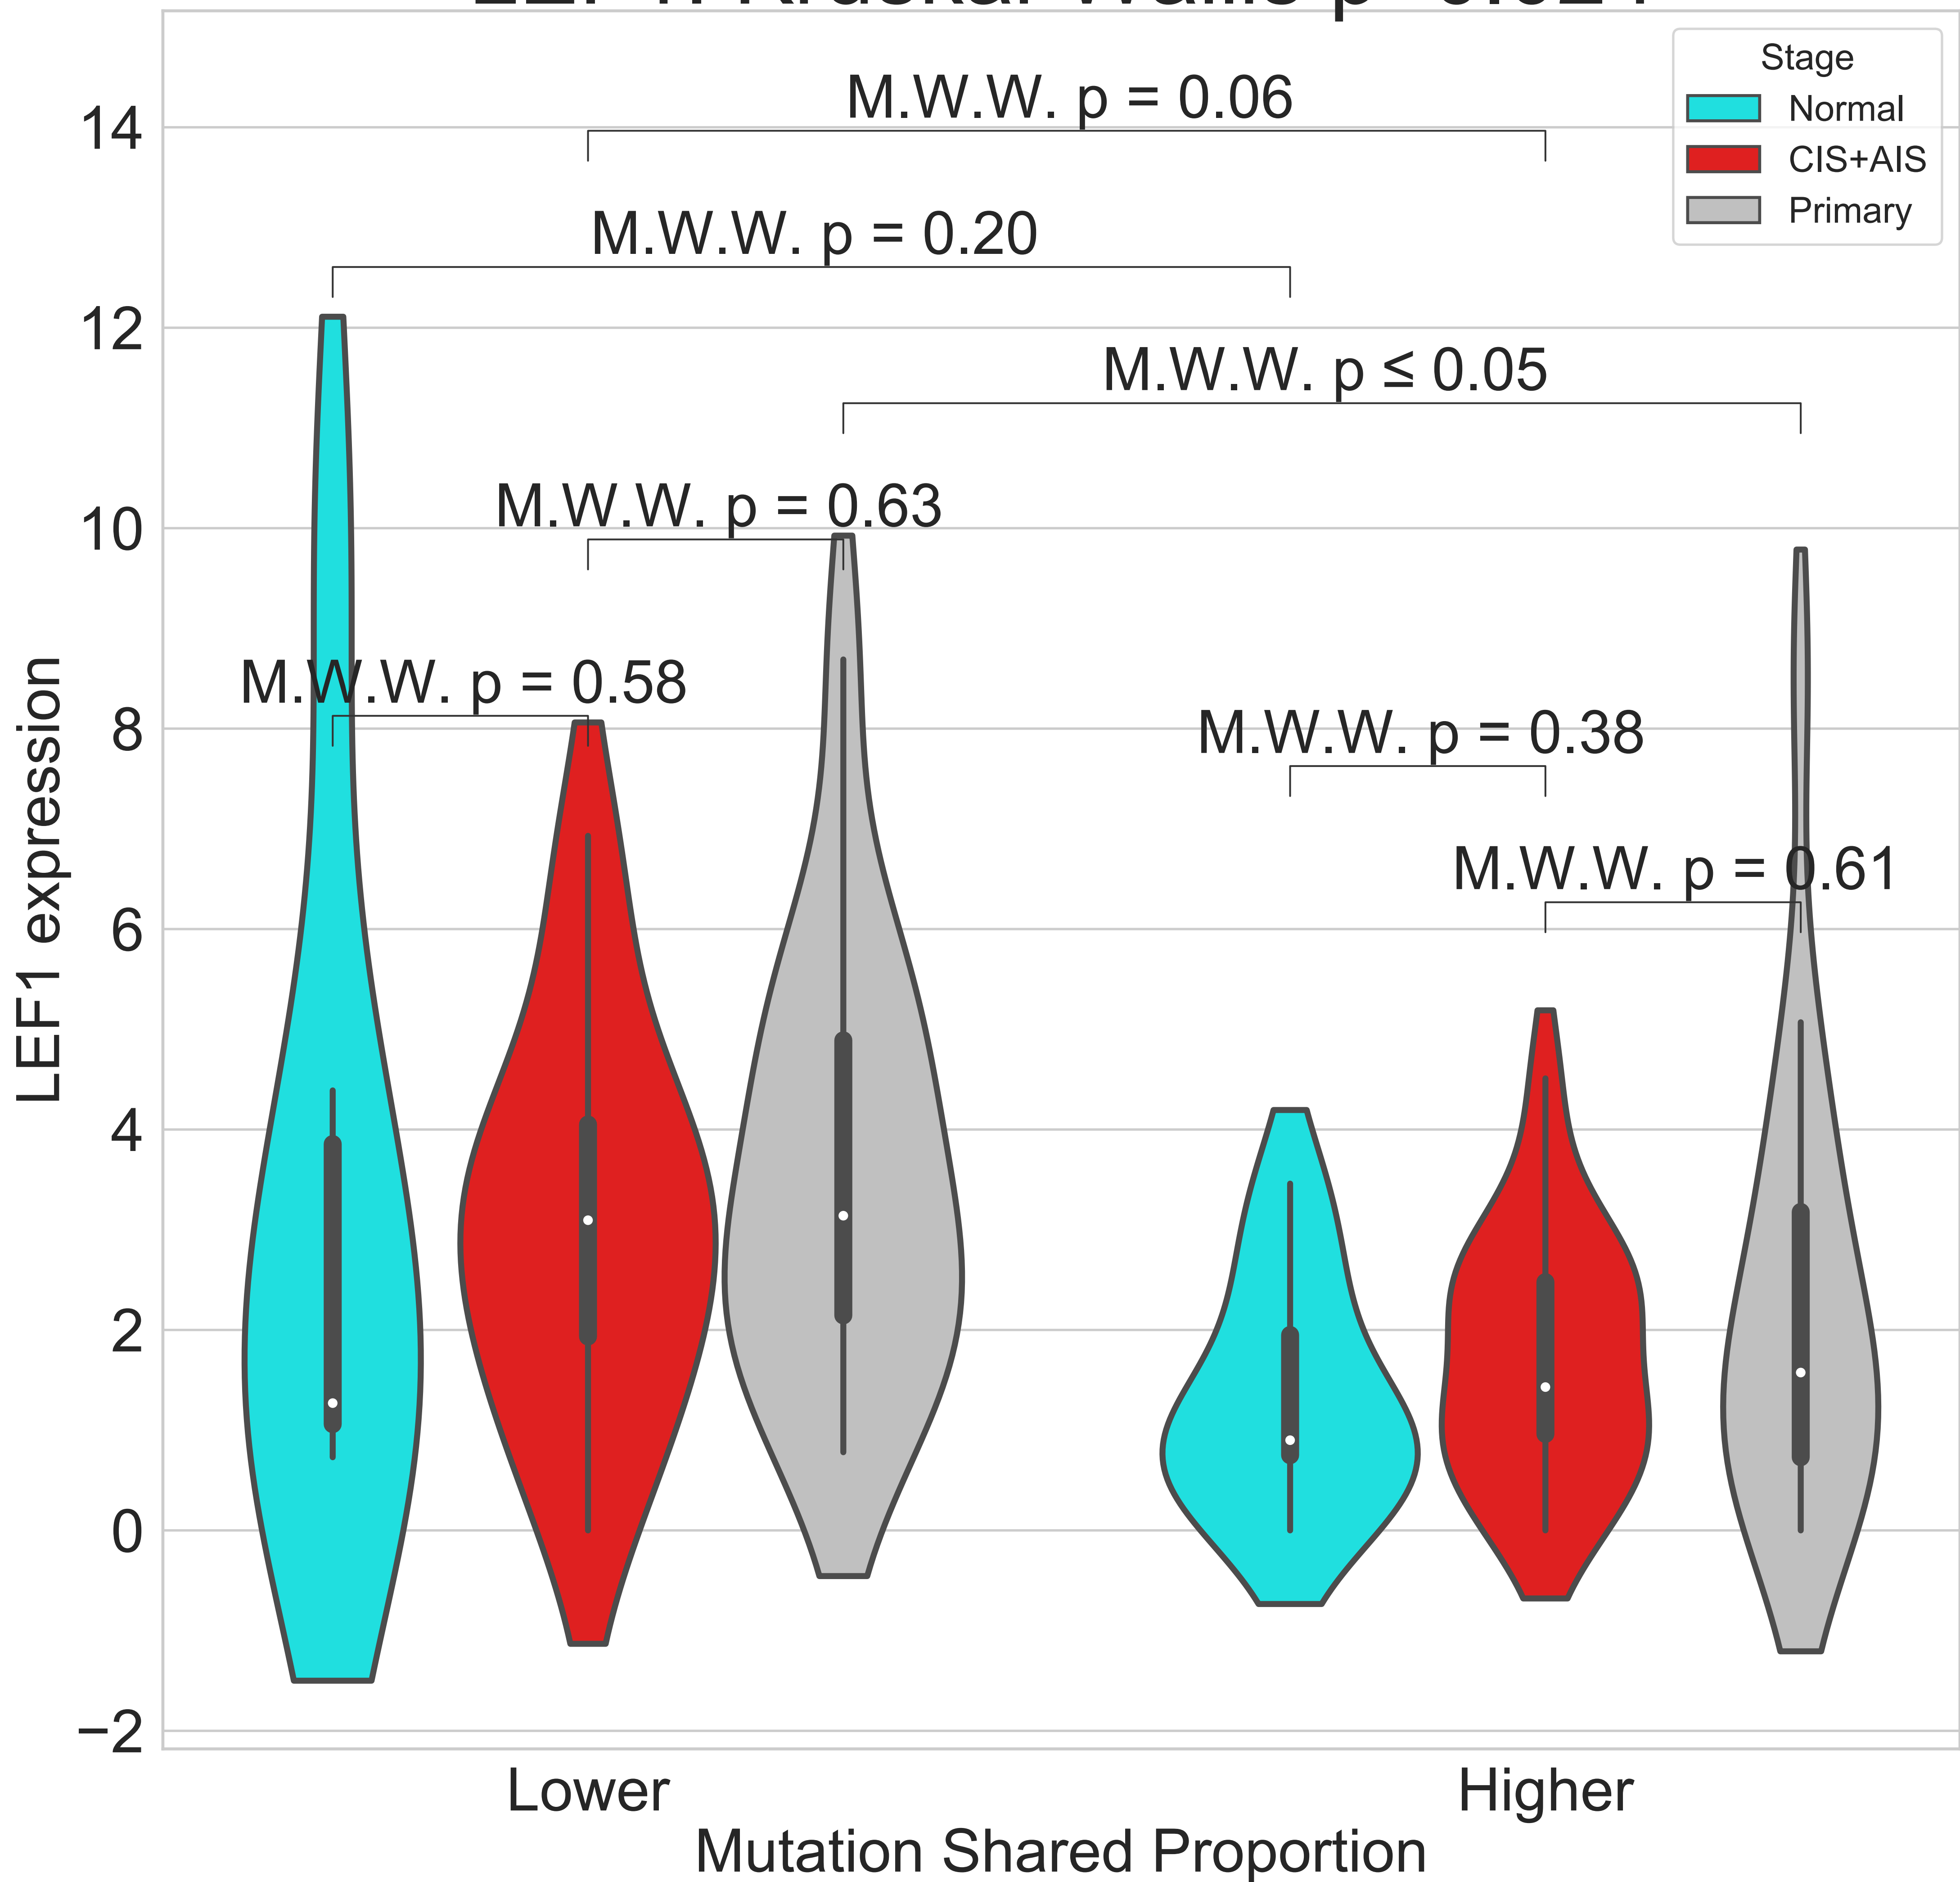 Stage
Normal
CIS+AIS
Primary
M.W.W. p = 0.06
M.W.W. p = 0.20
M.W.W. p ≤ 0.05
M.W.W. p = 0.63
M.W.W. p = 0.58
M.W.W. p = 0.38
M.W.W. p = 0.61
14
12
10
8
6
4
2
0
−2
LEF1 expression
Lower
Higher
Mutation Shared Proportion